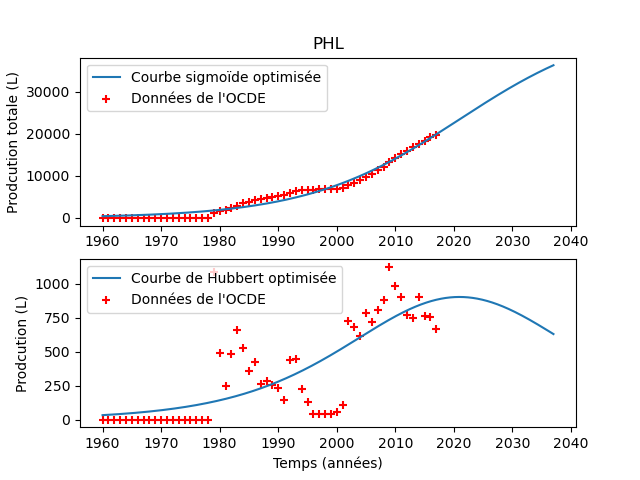 PHL
Prodcution totale (L)
30000
20000
10000
0
Courbe sigmoïde optimisée
Données de l'OCDE
1960 1970 1980 1990 2000 2010 2020 2030 2040
Prodcution (L)
1000
750
500
250
0
Courbe de Hubbert optimisée
Données de l'OCDE
1960 1970 1980 1990 2000 2010 2020 2030 2040
Temps (années)